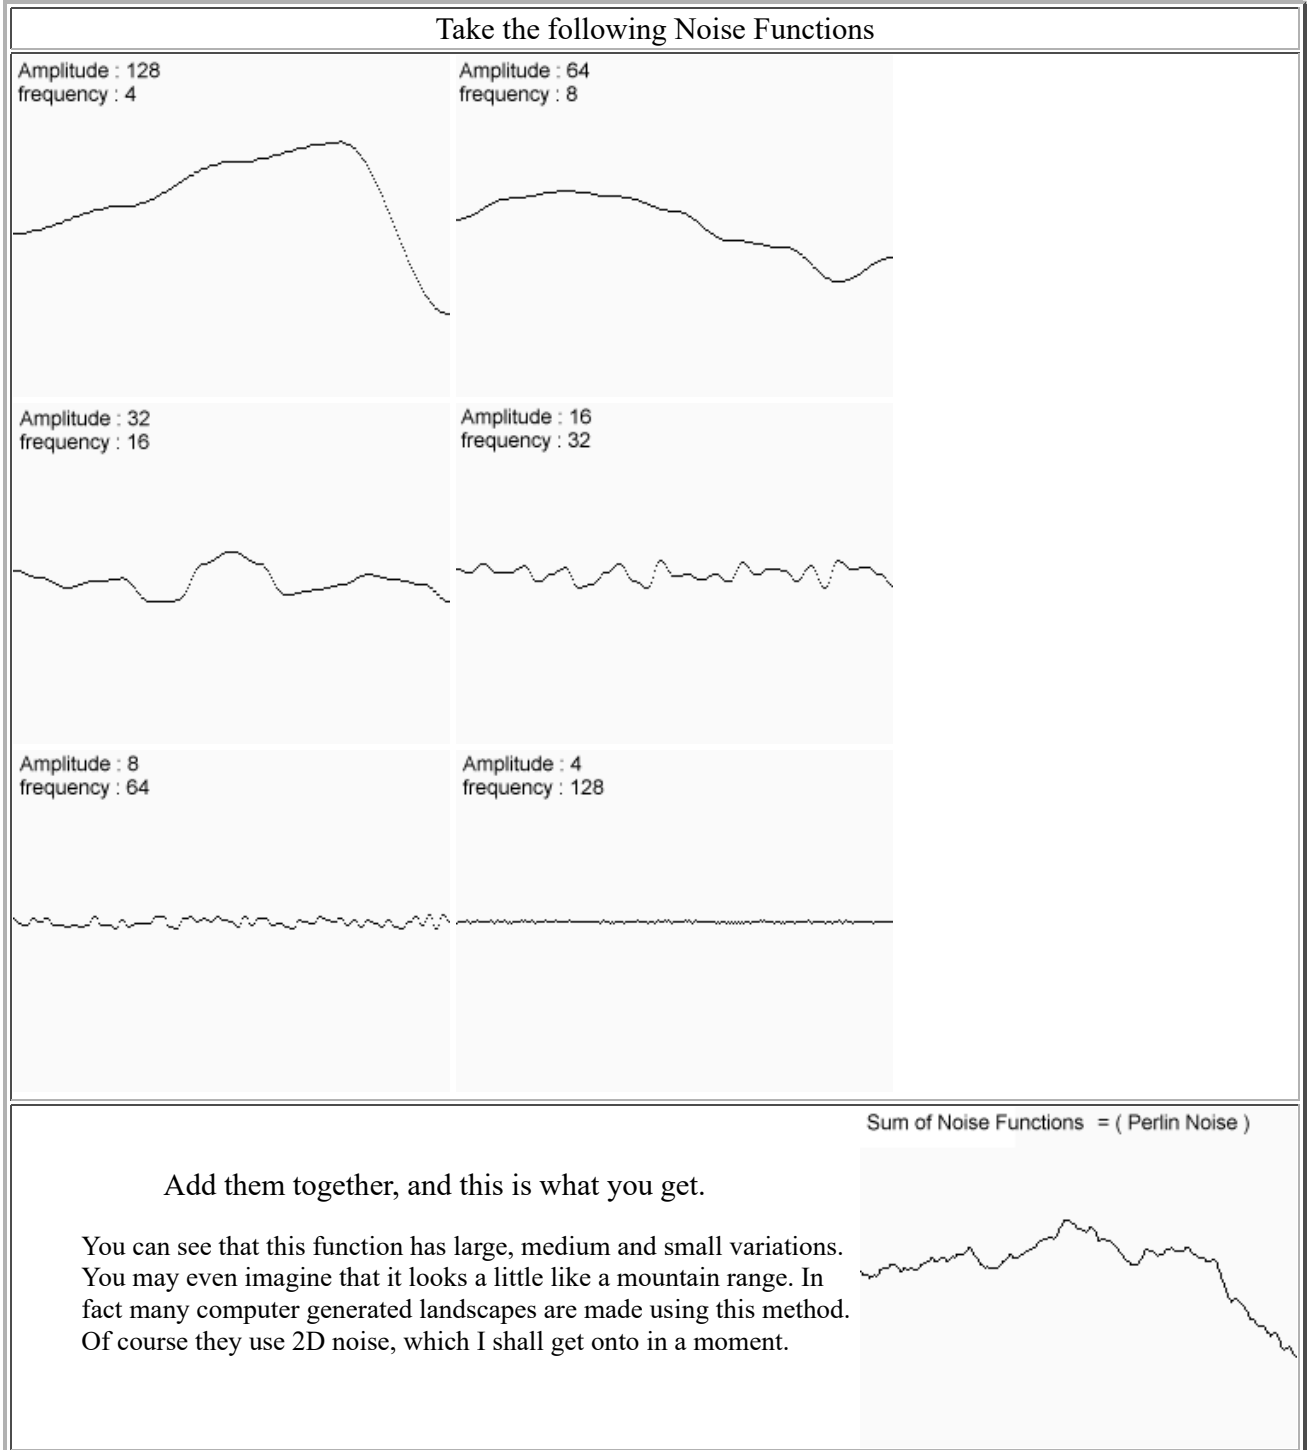 Take the following Noise Functions
Amplitude : 128
frequency : 4
Amplitude : 64
frequency : 8
Amplitude : 32
frequency : 16
Amplitude : 16
frequency : 32
Amplitude : 8
frequency : 64
Amplitude : 4
frequency : 128
Add them together, and this is what you get.
You can see that this function has large, medium and small variations.
You may even imagine that it looks a little like a mountain range. In
fact many computer generated landscapes are made using this method.
Of course they use 2D noise, which I shall get onto in a moment.
Sum of Noise Functions = ( Perlin Noise )